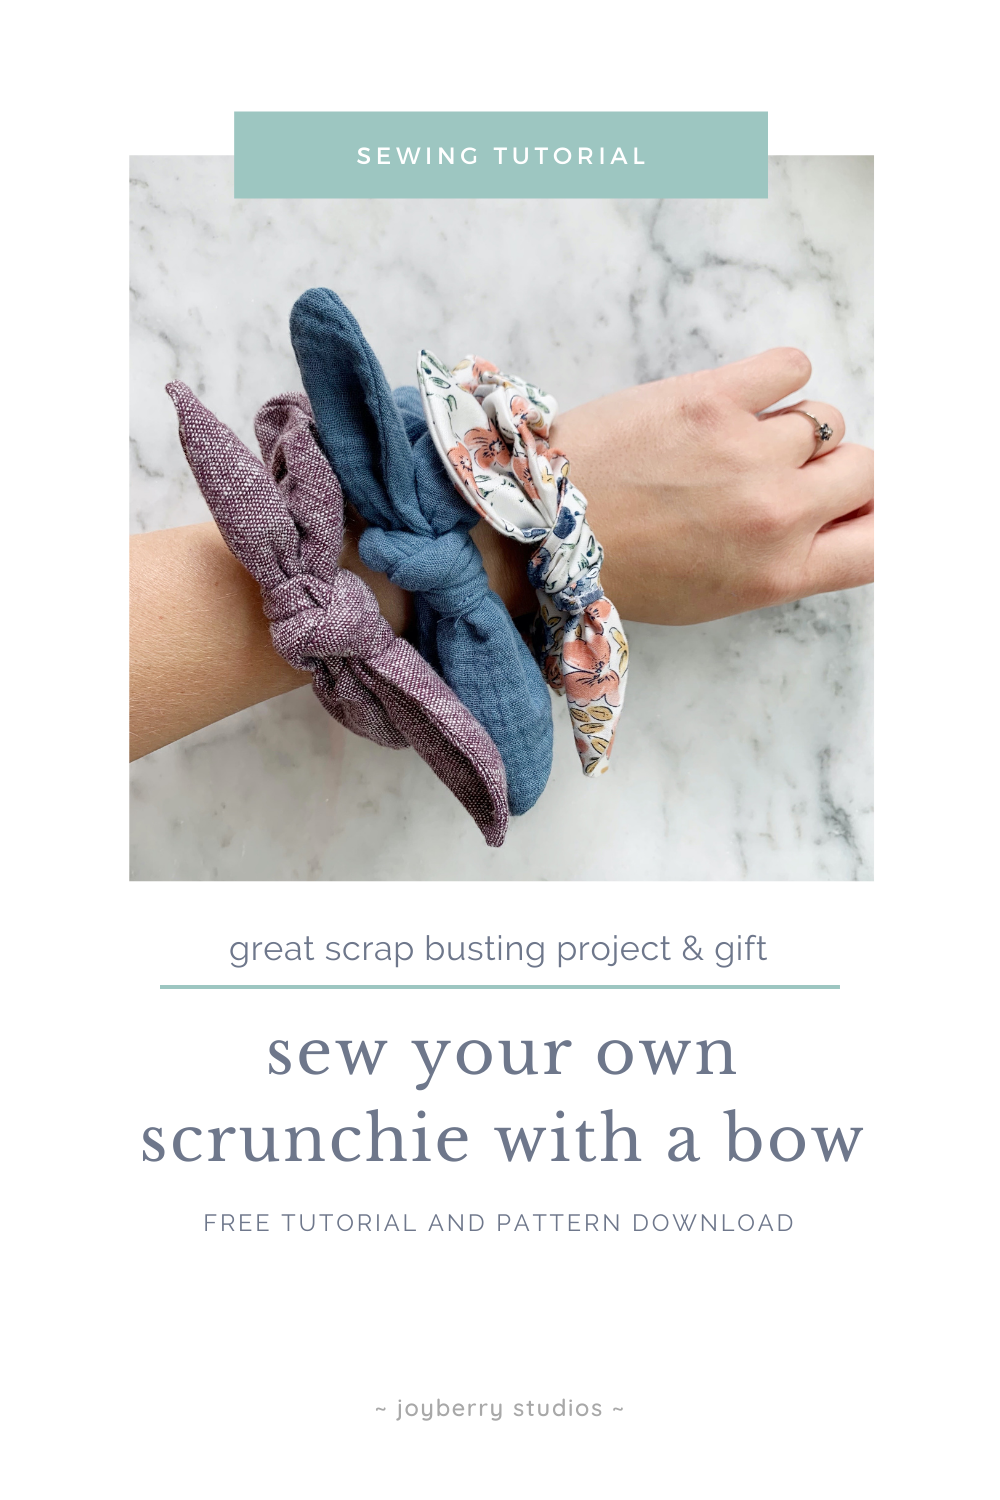 SEWING TUTORIAL
great scrap busting project & gift
sew your own
scrunchie with a bow
FREE TUTORIAL AND PATTERN DOWNLOAD
~ joyberry studios ~